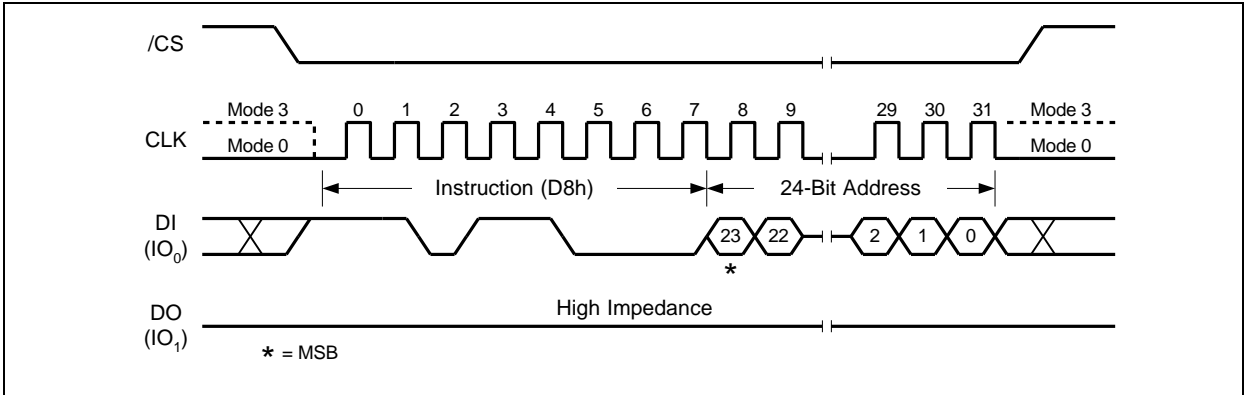 /CS
Mode 3 0 1 2 3 4 5 6 7 8 9 29 30 31 Mode 3
CLK
Mode 0 Mode 0
Instruction (D8h) 24-Bit Address
DI
(IO₀)
23 22 2 1 0
*
DO
(IO₁)
High Impedance
* = MSB